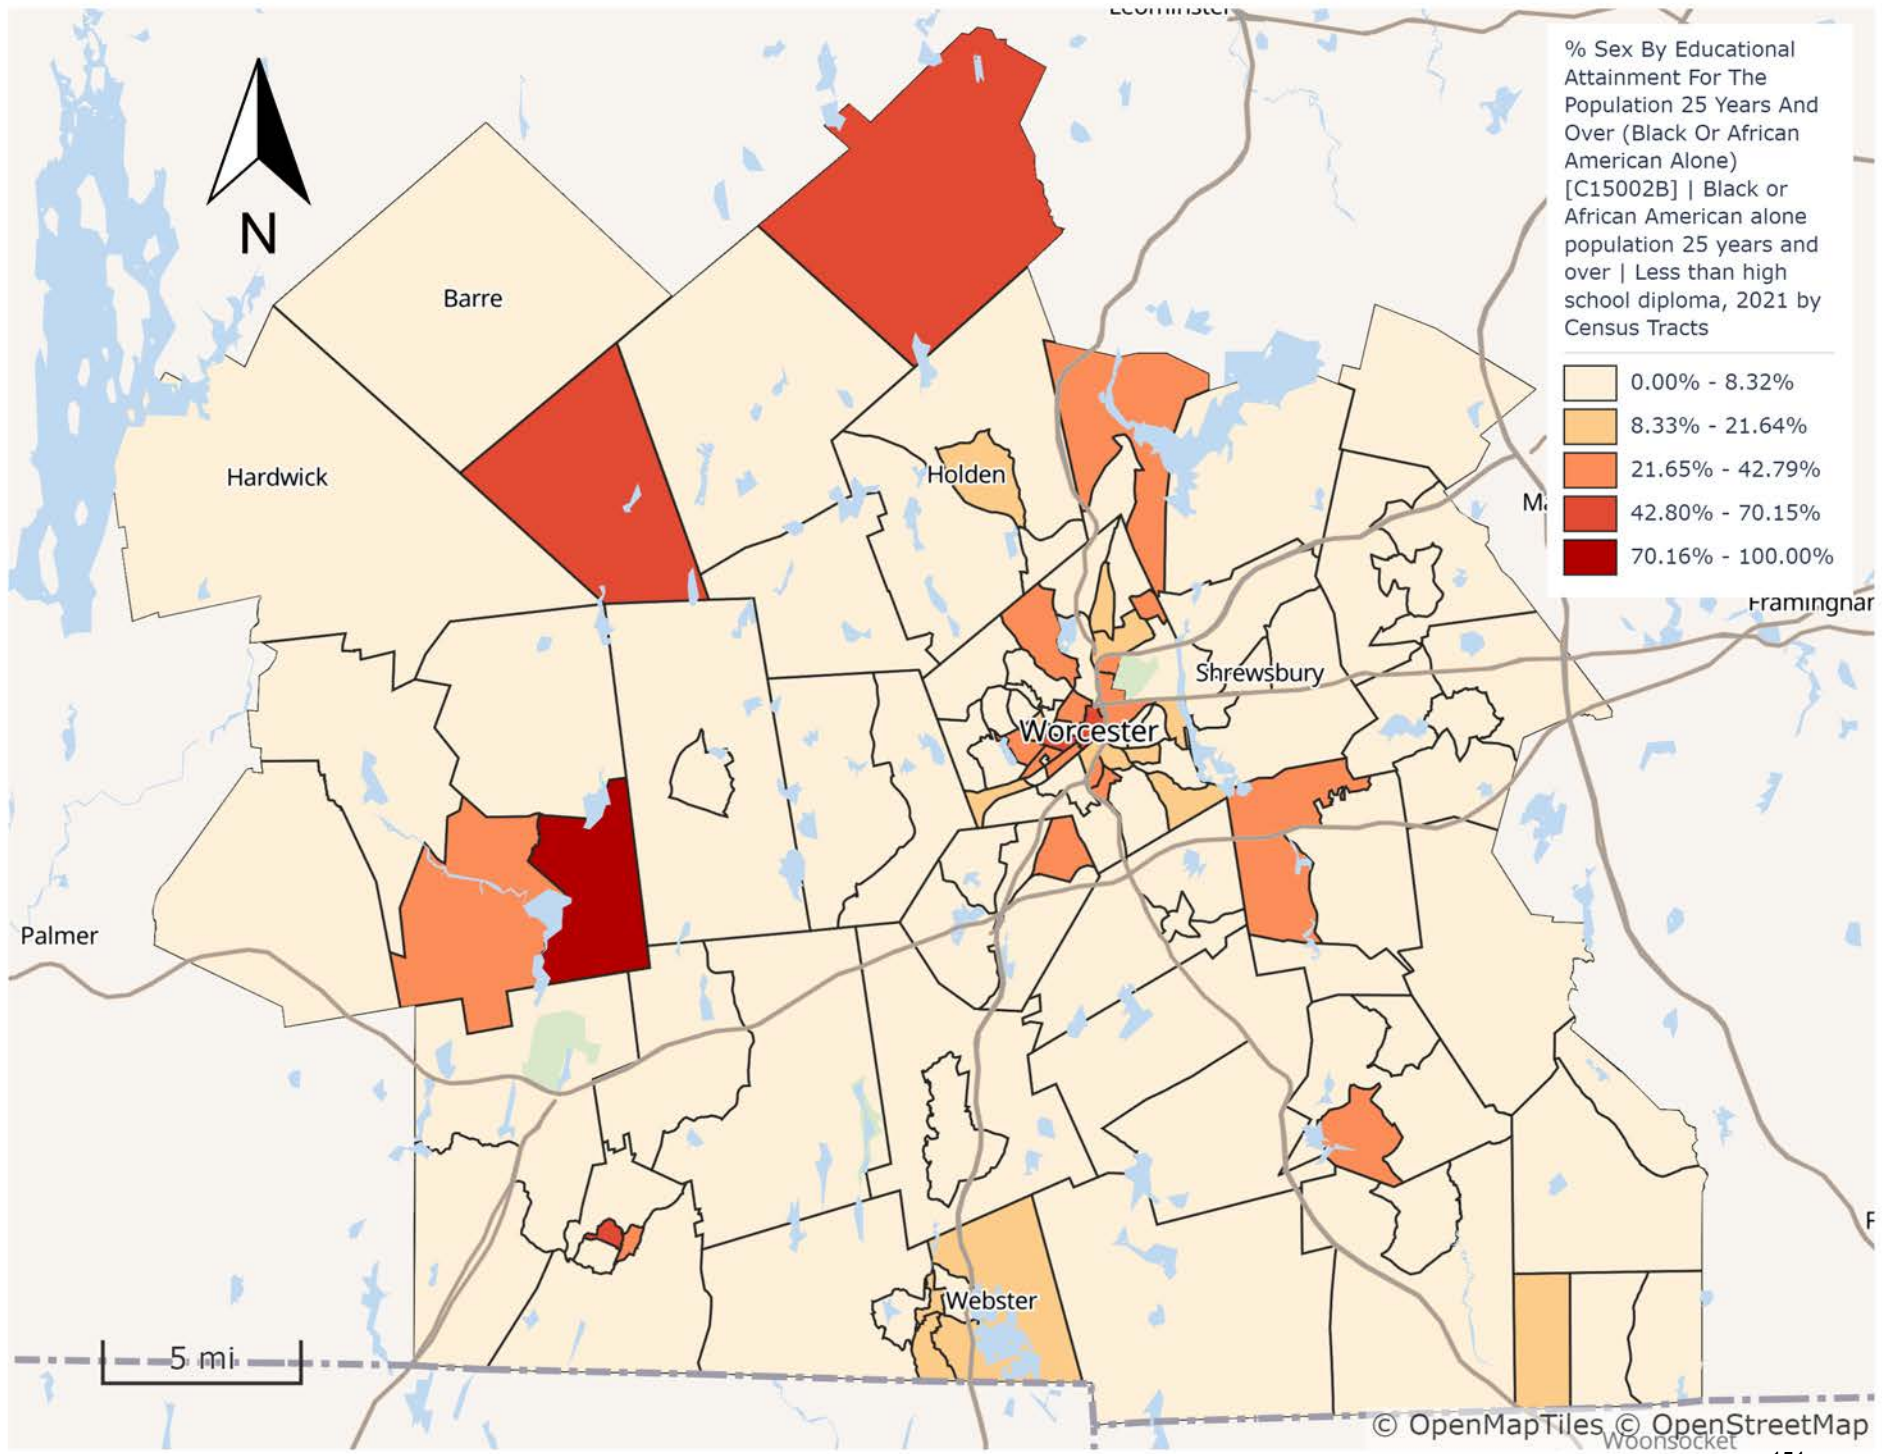 Leominster
% Sex By Educational
Attainment For The
Population 25 Years And
Over (Black Or African
American Alone)
[C15002B] | Black or
African American alone
population 25 years and
over | Less than high
school diploma, 2021 by
Census Tracts
0.00% - 8.32%
8.33% - 21.64%
21.65% - 42.79%
42.80% - 70.15%
70.16% - 100.00%
N
Barre
Hardwick
Holden
Ma
Framinghar
Shrewsbury
Worcester
Palmer
F
Webster
5 mi
© OpenMapTiles © OpenStreetMap
Woonsocket